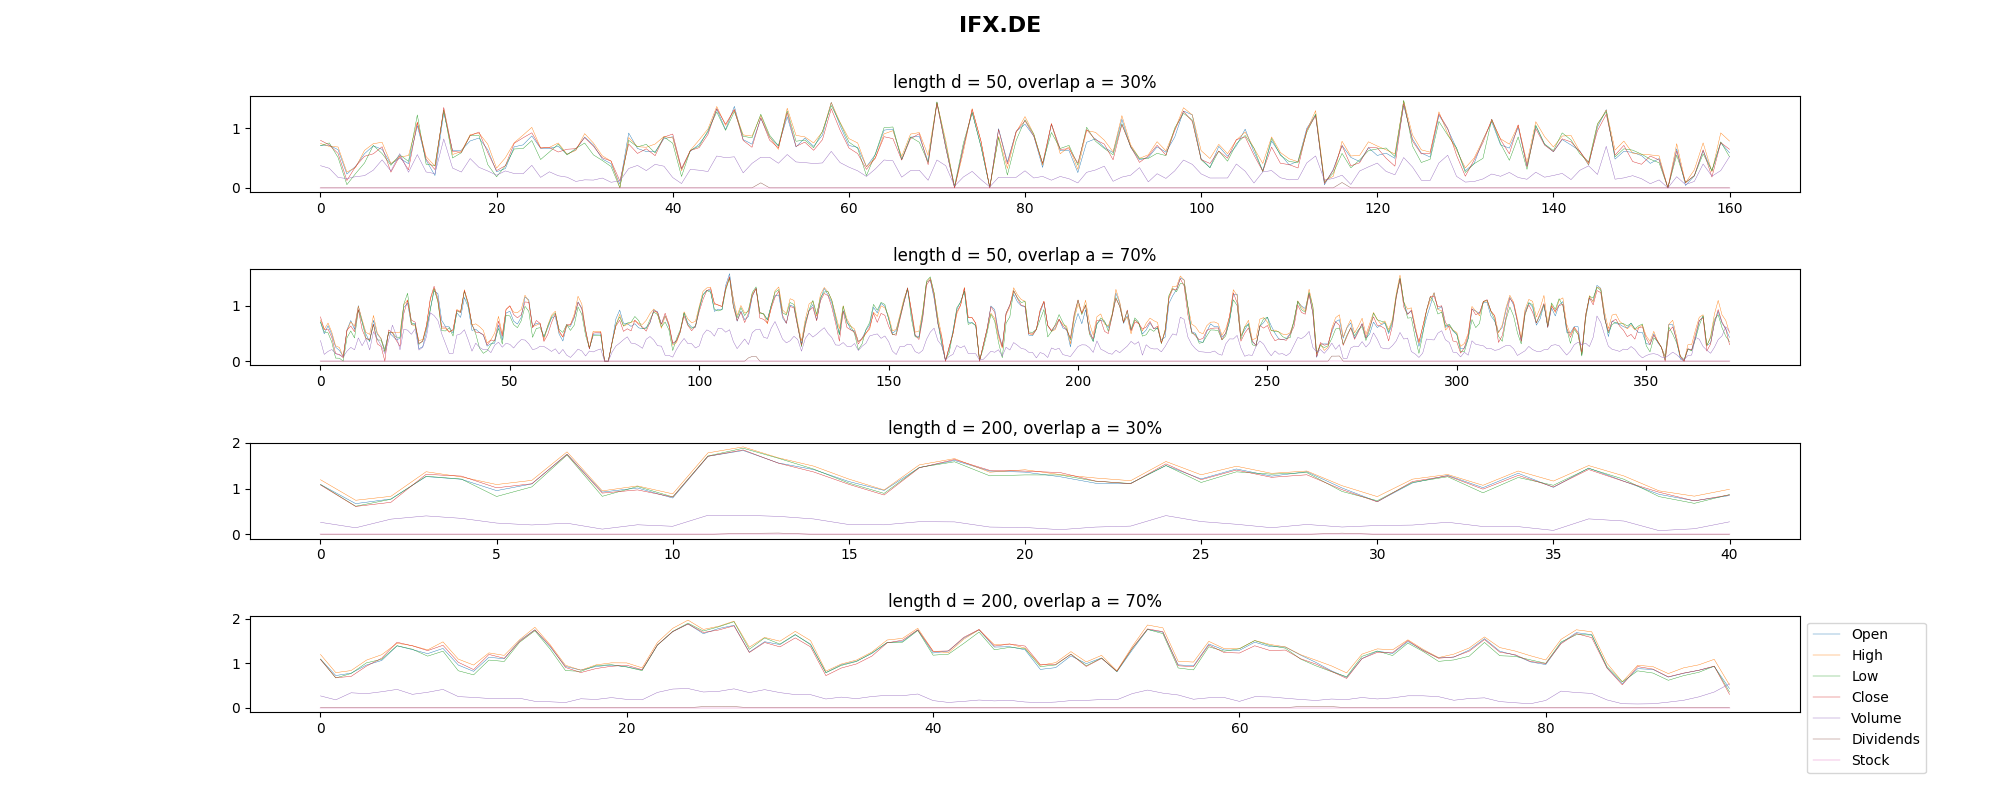 IFX.DE
length d = 50, overlap a = 30%
1
0
0 20 40 60 80 100 120 140 160
length d = 50, overlap a = 70%
1
0
0 50 100 150 200 250 300 350
length d = 200, overlap a = 30%
2
1
0
0 5 10 15 20 25 30 35 40
length d = 200, overlap a = 70%
2
1
0
0 20 40 60 80
Open
High
Low
Close
Volume
Dividends
Stock